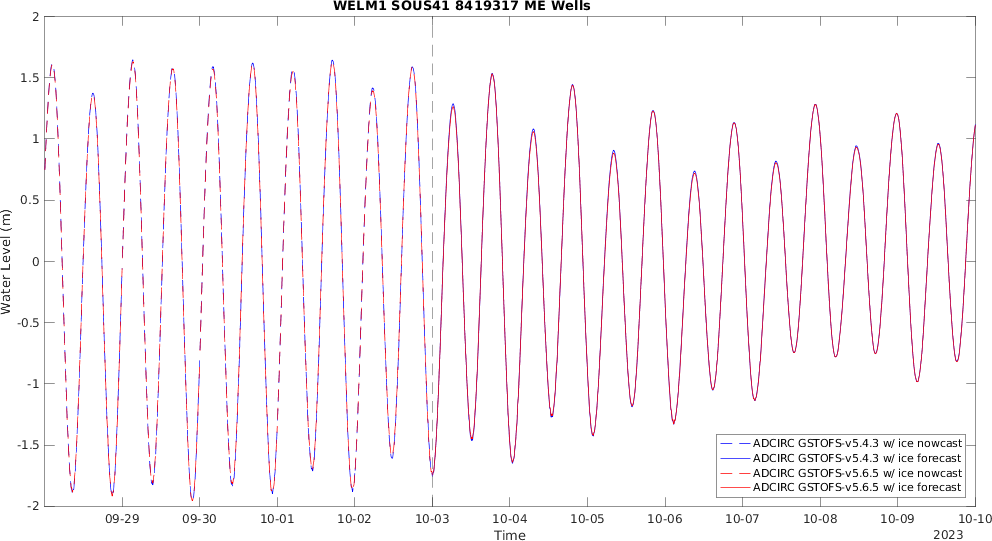 WELM1 SOUS41 8419317 ME Wells
2
1.5
1
0.5
0
-0.5
-1
-1.5
-2
Water Level (m)
ADCIRC GSTOFS-v5.4.3 w/ ice nowcast
ADCIRC GSTOFS-v5.4.3 w/ ice forecast
ADCIRC GSTOFS-v5.6.5 w/ ice nowcast
ADCIRC GSTOFS-v5.6.5 w/ ice forecast
09-29 09-30 10-01 10-02 10-03 10-04 10-05 10-06 10-07 10-08 10-09 10-10
Time
2023